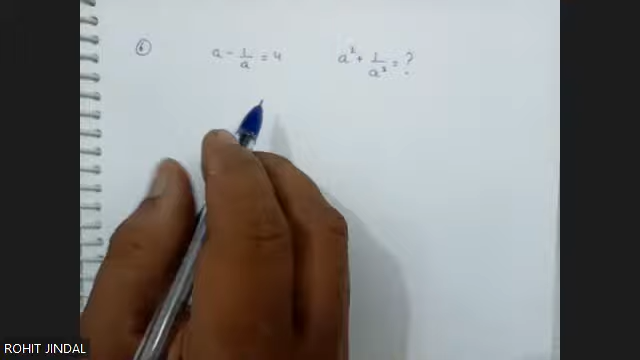 ⑥ a - 1/a = 4 a² + 1/a² = ?
ROHIT JINDAL